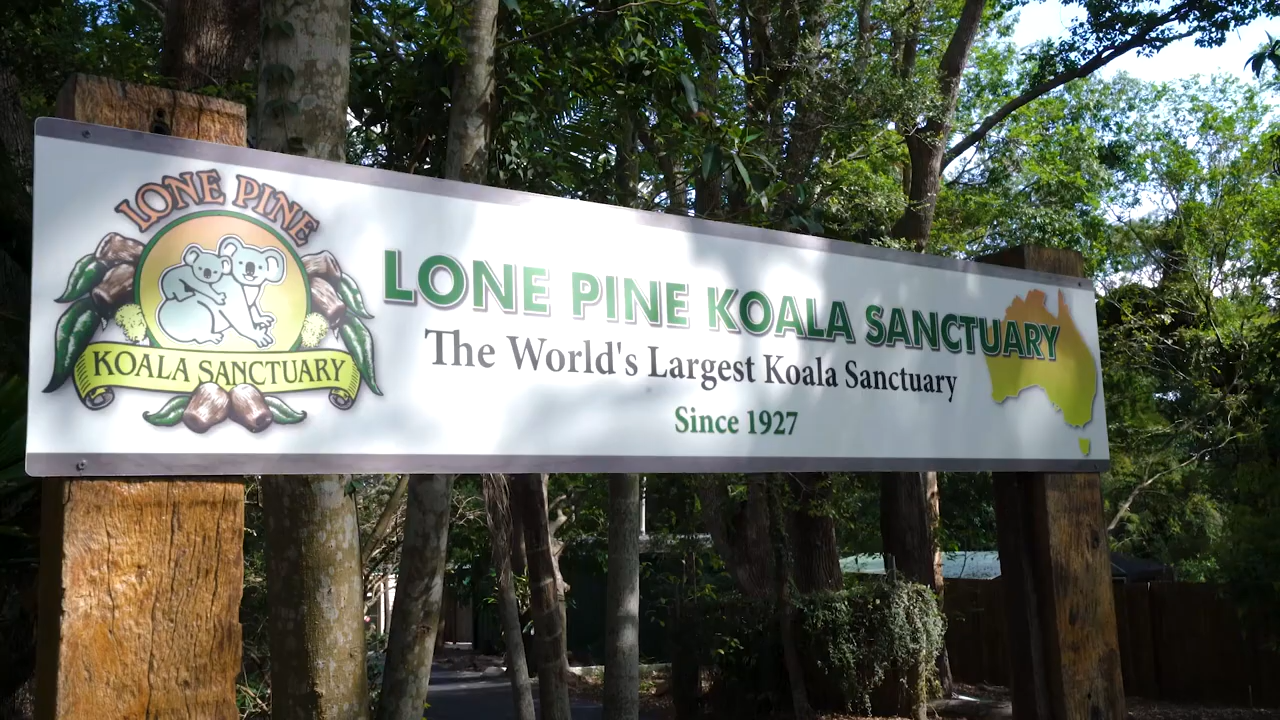 LONE PINE
KOALA SANCTUARY
LONE PINE KOALA SANCTUARY
The World's Largest Koala Sanctuary
Since 1927